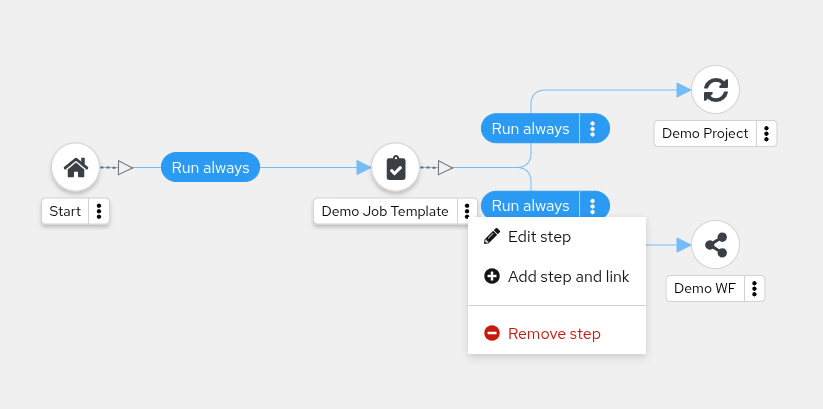 Run always
Demo Project
Run always
Start
Demo Job Template
Run always
Edit step
Add step and link
Remove step
Demo WF